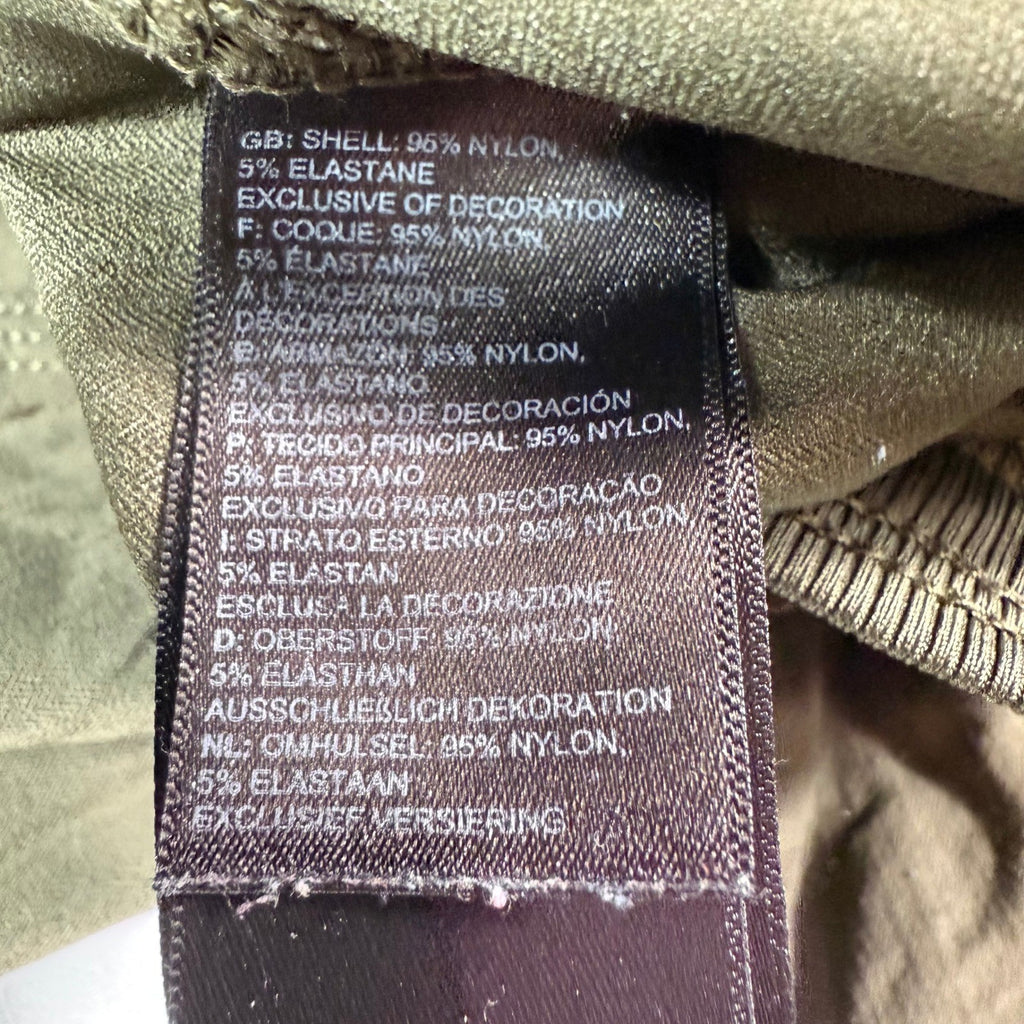 GB: SHELL: 95% NYLON,
5% ELASTANE
EXCLUSIVE OF DECORATION
F: COQUE: 95% NYLON,
5% ÉLASTANE
À L'EXCEPTION DES
DÉCORATIONS
E: ARMAZÓN: 95% NYLON,
5% ELASTANO
EXCLUSIVO DE DECORACIÓN
P: TECIDO PRINCIPAL: 95% NYLON,
5% ELASTANO
EXCLUSIVO PARA DECORAÇÃO
I: STRATO ESTERNO: 95% NYLON,
5% ELASTAN
ESCLUSA LA DECORAZIONE
D: OBERSTOFF: 95% NYLON,
5% ELASTHAN
AUSSCHLIEßLICH DEKORATION
NL: OMHULSEL: 95% NYLON,
5% ELASTAAN
EXCLUSIEF VERSIERING